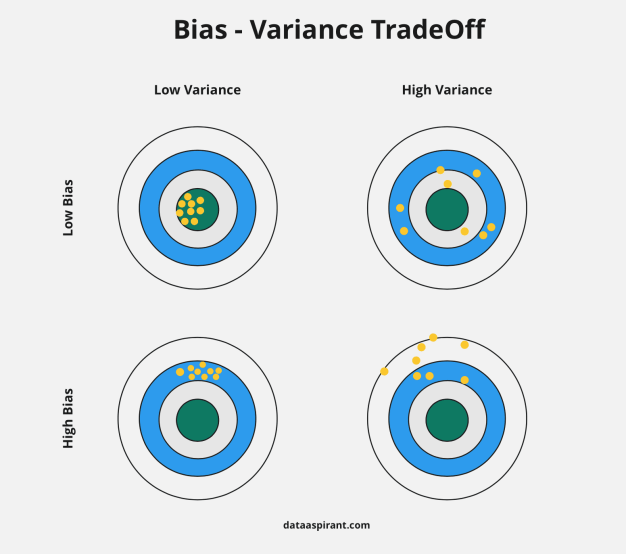 Bias - Variance TradeOff
Low Variance
High Variance
Low Bias
High Bias
dataaspirant.com